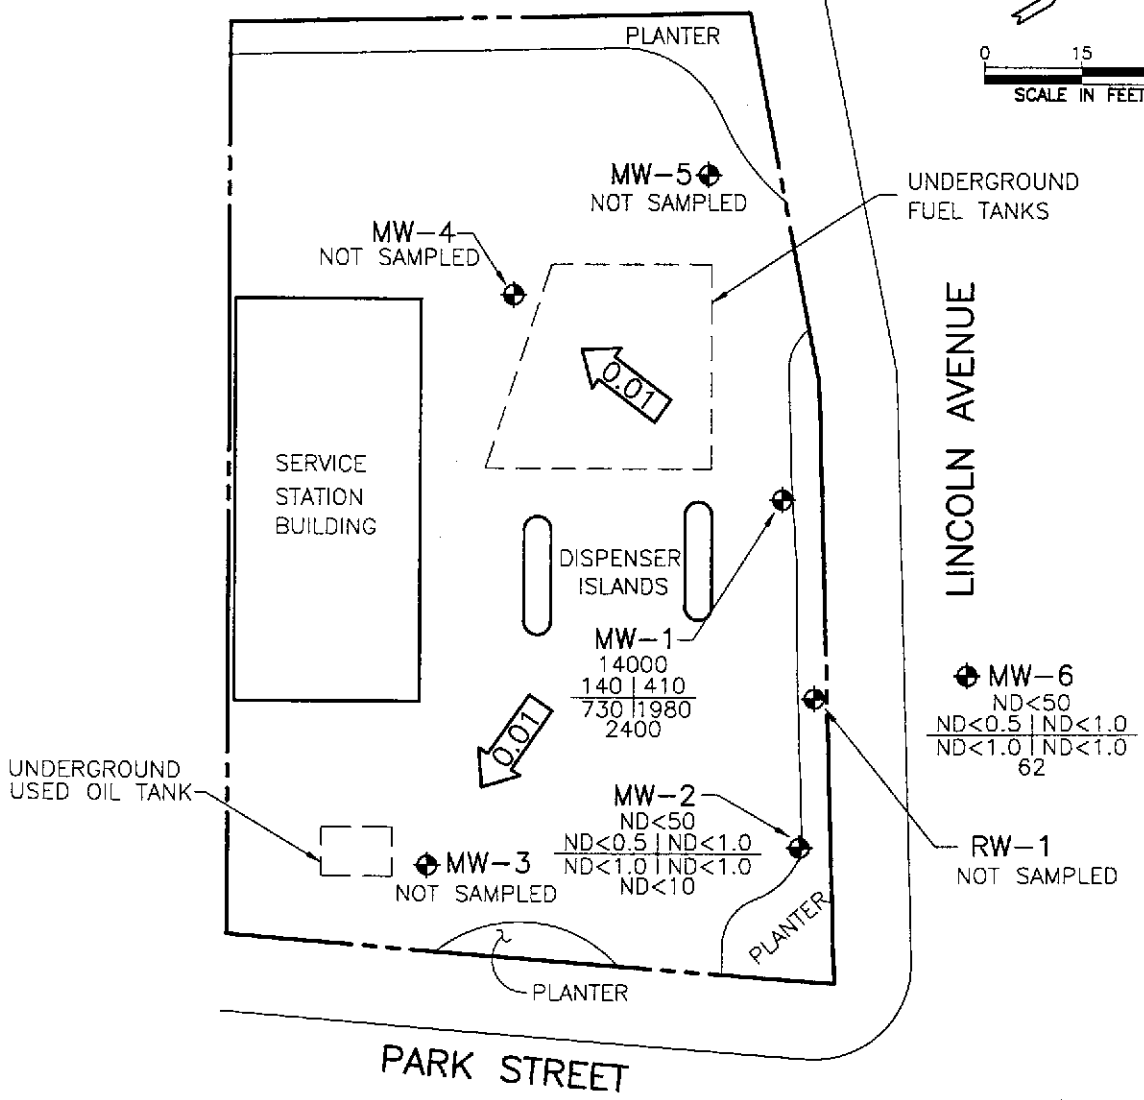 PLANTER
0 15
SCALE IN FEET
MW-5
NOT SAMPLED
UNDERGROUND
FUEL TANKS
MW-4
NOT SAMPLED
0.01
LINCOLN AVENUE
SERVICE
STATION
BUILDING
DISPENSER
ISLANDS
MW-1
14000
140 | 410
730 | 1980
2400
MW-6
ND<50
ND<0.5 | ND<1.0
ND<1.0 | ND<1.0
62
0.01
UNDERGROUND
USED OIL TANK
MW-2
ND<50
ND<0.5 | ND<1.0
ND<1.0 | ND<1.0
ND<10
MW-3
NOT SAMPLED
RW-1
NOT SAMPLED
PLANTER
PLANTER
PARK STREET